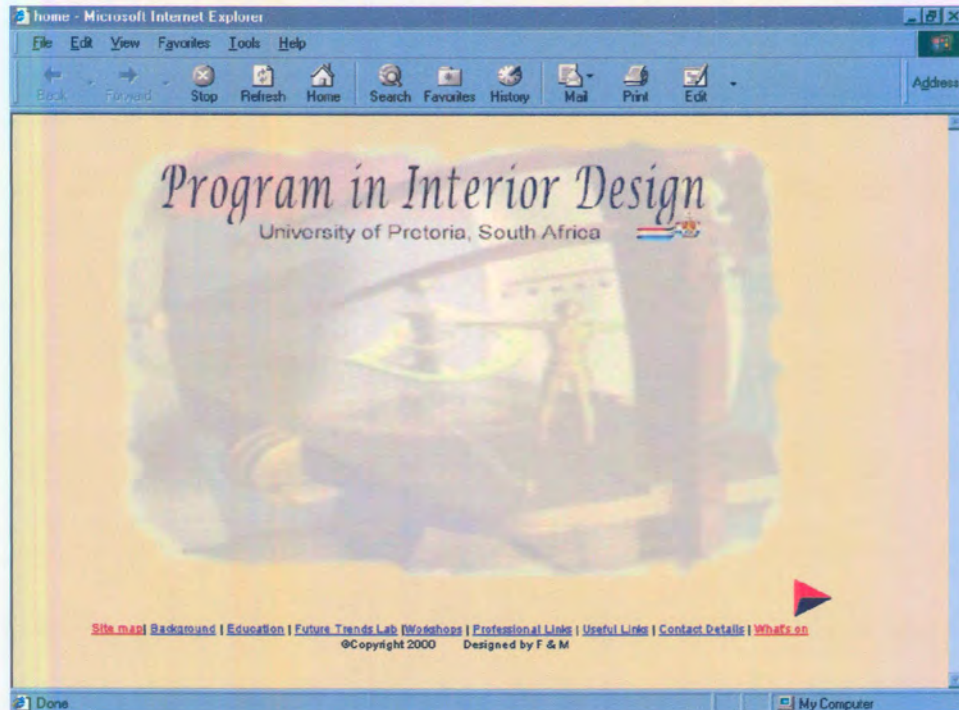 home - Microsoft Internet Explorer
File Edit View Favorites Tools Help
Back Forward Stop Refresh Home Search Favorites History Mail Print Edit Address
Program in Interior Design
University of Pretoria, South Africa
Site map| Background | Education | Future Trends Lab |Workshops | Professional Links | Useful Links | Contact Details | What's on
©Copyright 2000 Designed by F & M
Done My Computer